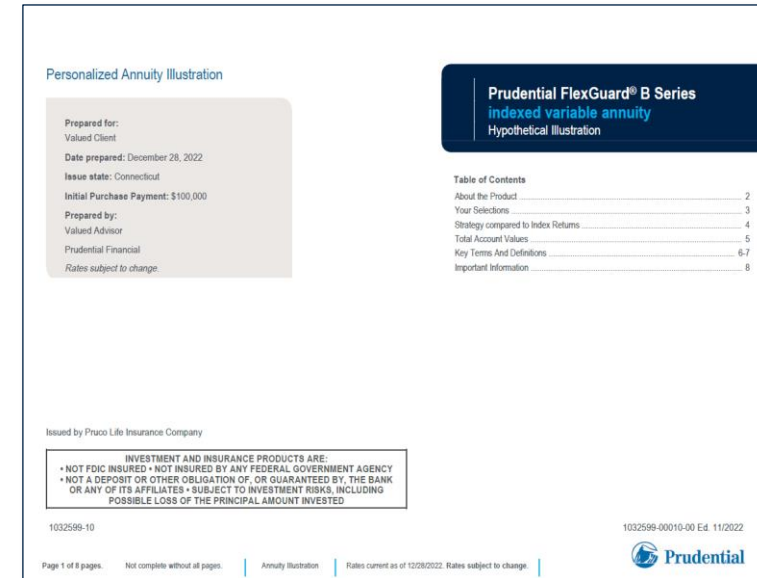 Personalized Annuity Illustration
Prepared for:
Valued Client
Date prepared: December 28, 2022
Issue state: Connecticut
Initial Purchase Payment: $100,000
Prepared by:
Valued Advisor
Prudential Financial
Rates subject to change.
Prudential FlexGuard® B Series
indexed variable annuity
Hypothetical Illustration
Table of Contents
About the Product ........ 2
Your Selections ........ 3
Strategy compared to Index Returns ........ 4
Total Account Values ........ 5
Key Terms And Definitions ........ 6-7
Important Information ........ 8
Issued by Pruco Life Insurance Company
INVESTMENT AND INSURANCE PRODUCTS ARE:
• NOT FDIC INSURED • NOT INSURED BY ANY FEDERAL GOVERNMENT AGENCY
• NOT A DEPOSIT OR OTHER OBLIGATION OF, OR GUARANTEED BY, THE BANK
OR ANY OF ITS AFFILIATES • SUBJECT TO INVESTMENT RISKS, INCLUDING
POSSIBLE LOSS OF THE PRINCIPAL AMOUNT INVESTED
1032599-10
1032599-00010-00 Ed. 11/2022
Page 1 of 8 pages. Not complete without all pages. Annuity Illustration Rates current as of 12/28/2022. Rates subject to change.
Prudential